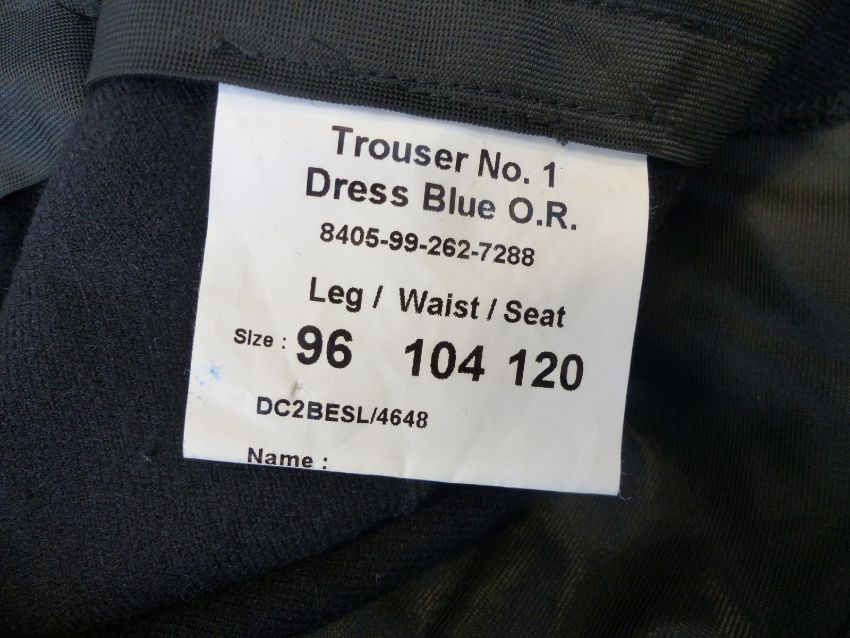 Trouser No. 1
Dress Blue O.R.
8405-99-262-7288
Leg / Waist / Seat
Size : 96 104 120
DC2BESL/4648
Name :